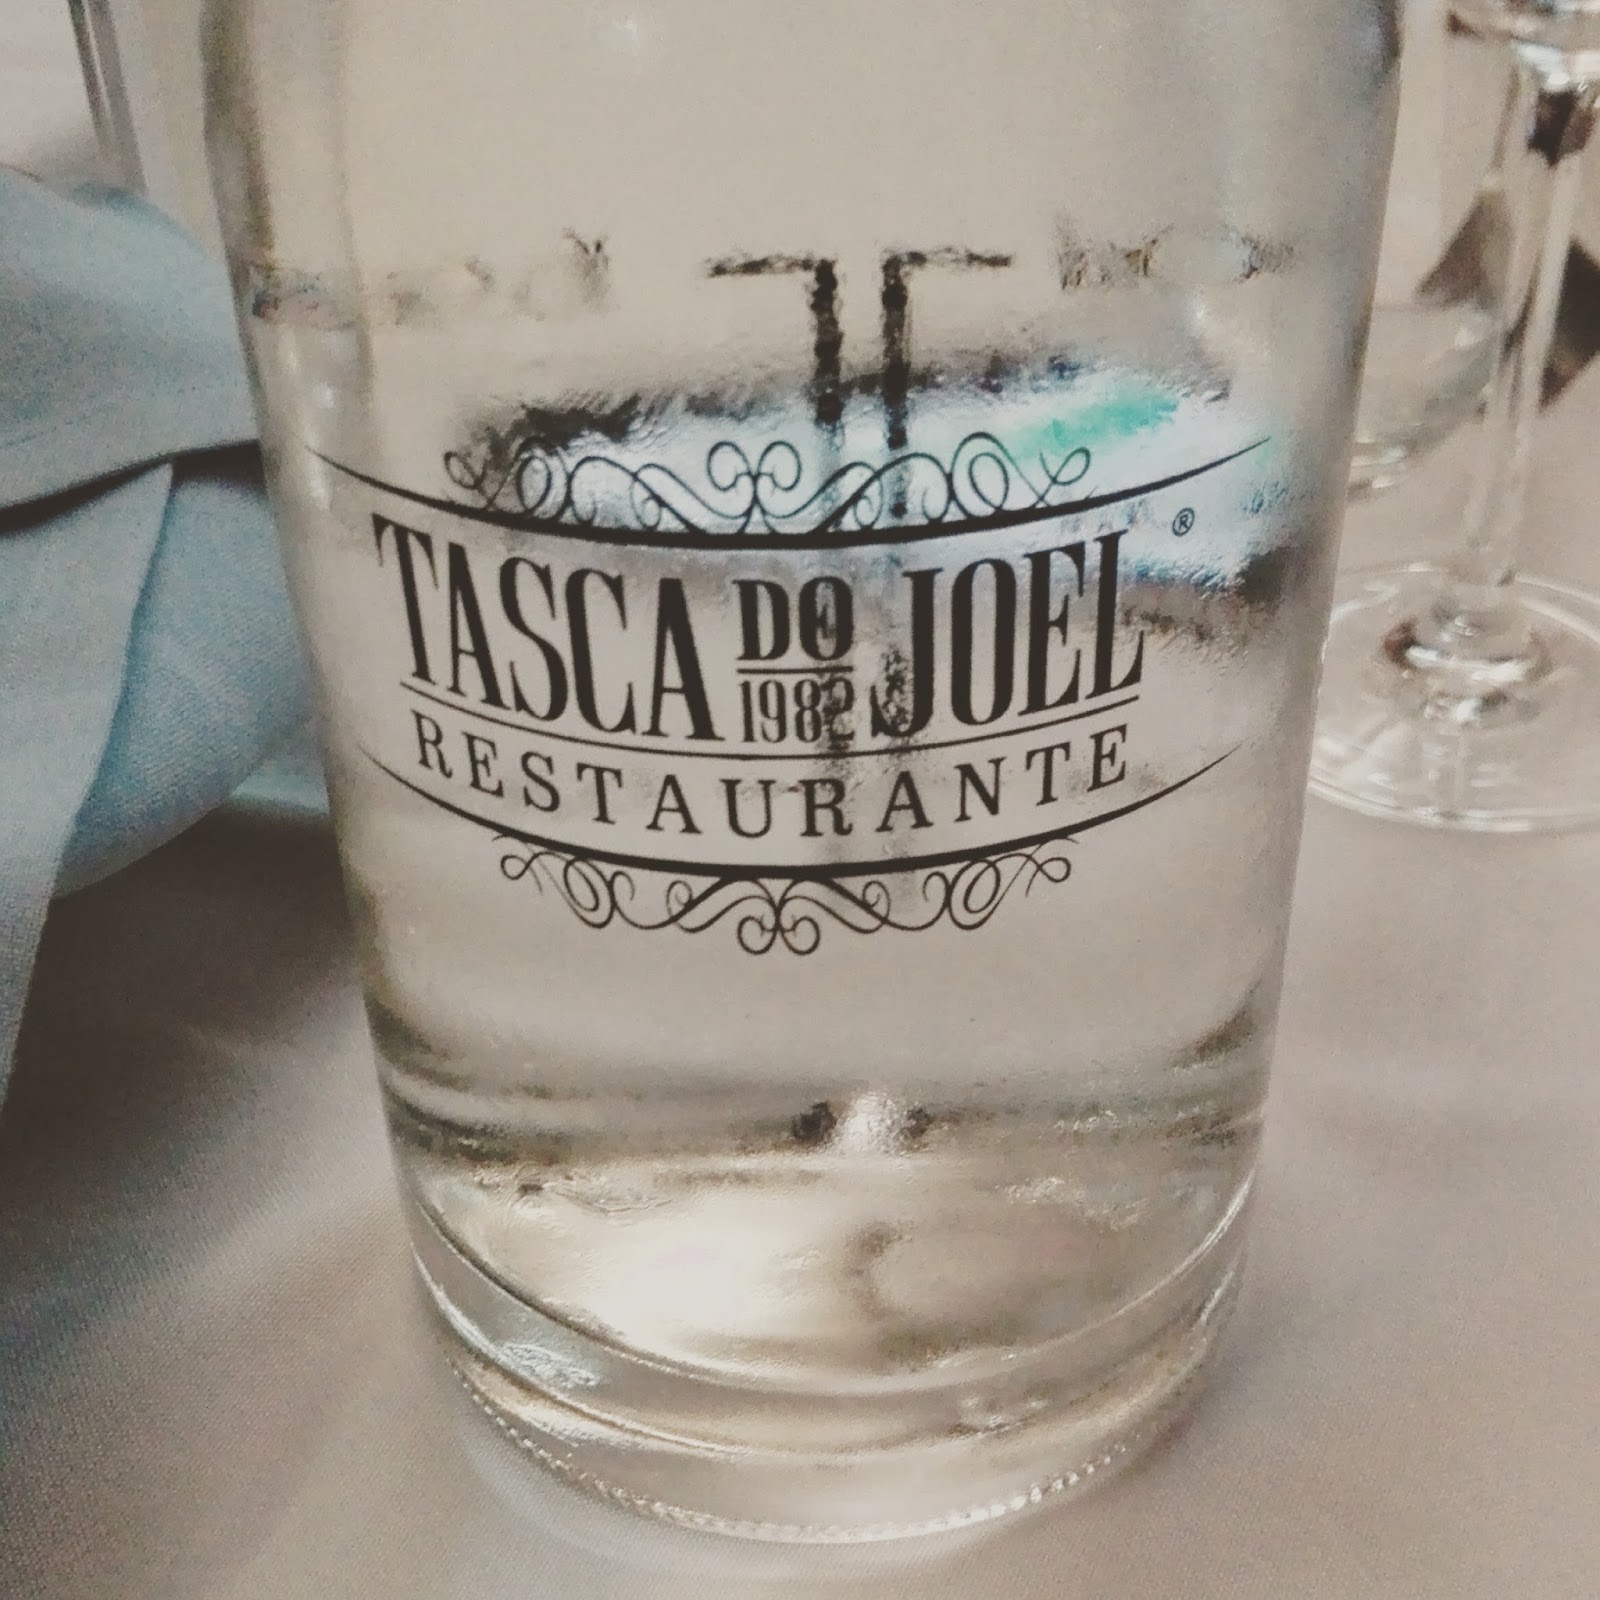 TASCA DO JOEL ®
1982
RESTAURANTE